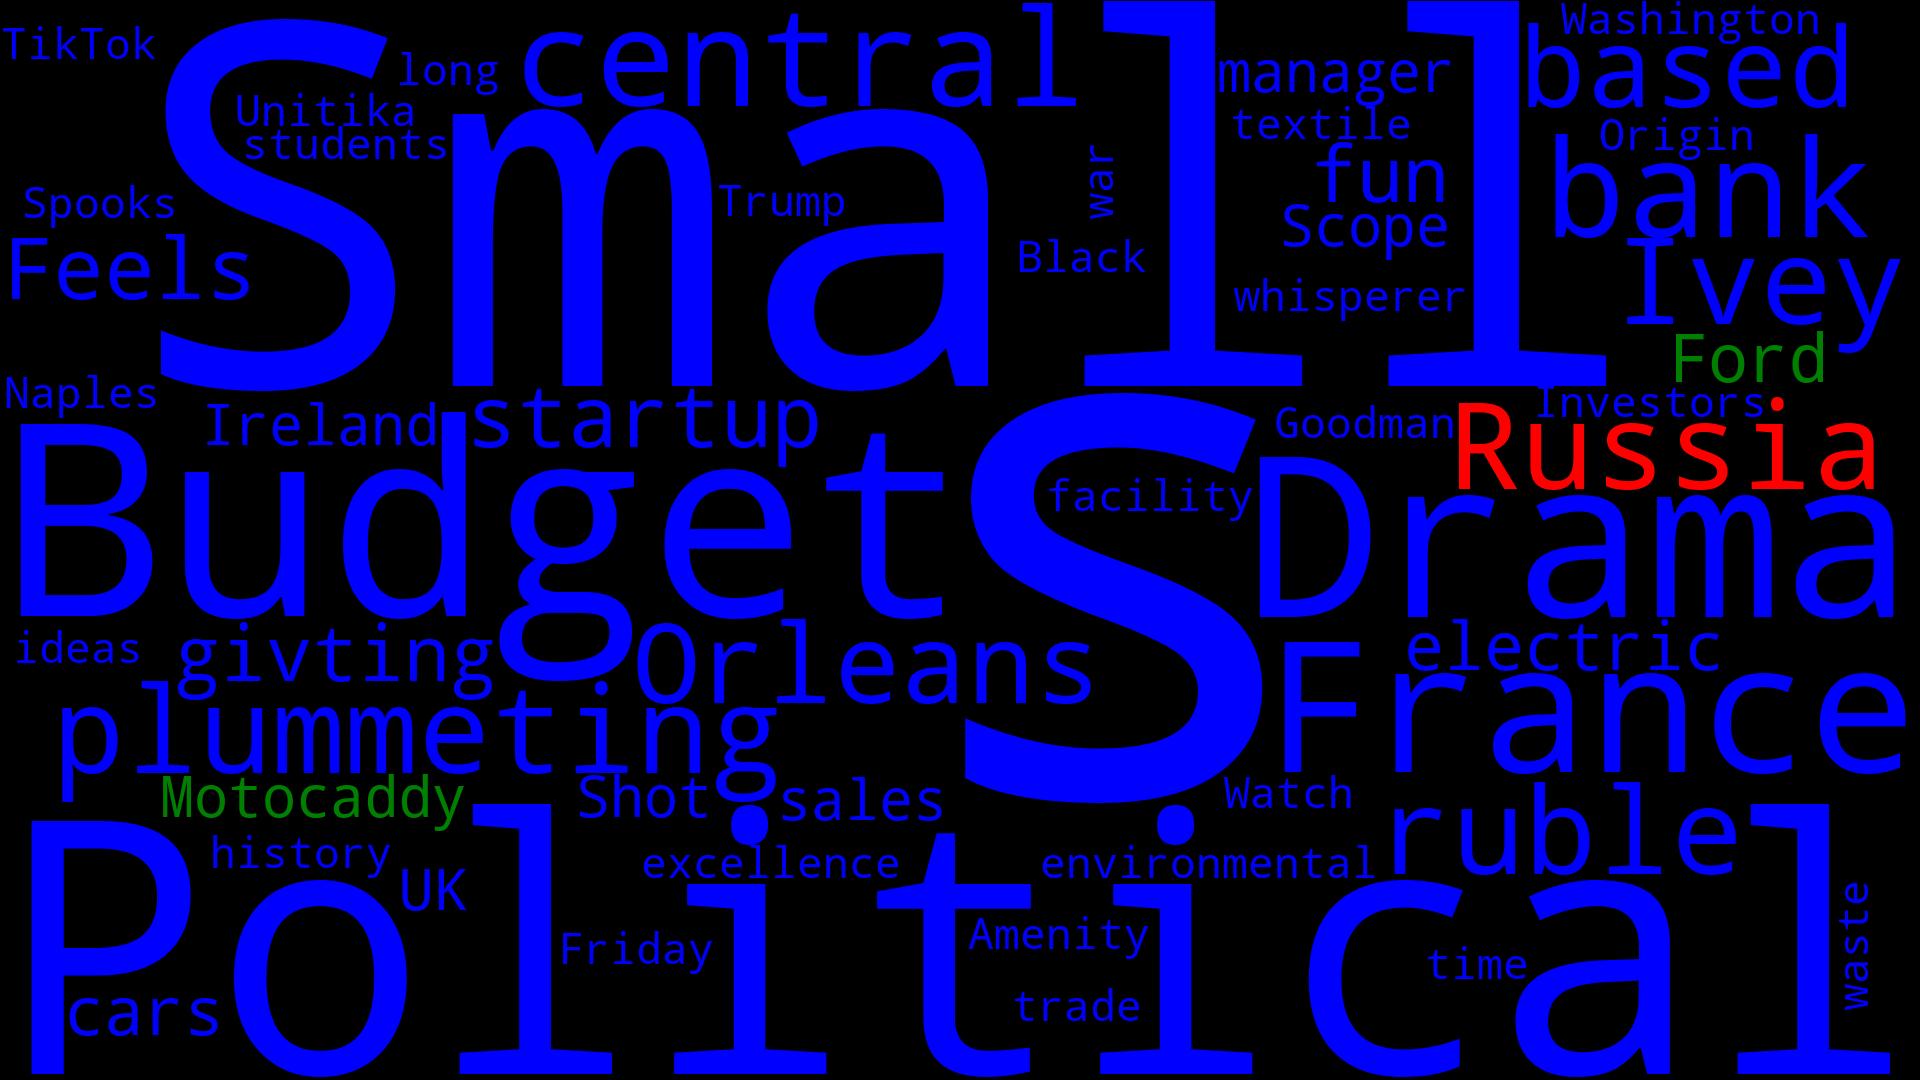 TikTok
long
central
Washington
manager
based
Unitika
students
textile
Origin
Small
war
fun
bank
Spooks
Trump
Scope
Feels
Black
whisperer
Ivey
Ford
Naples
Ireland
startup
Goodman
Investors
Russia
Budget
S
facility
Drama
ideas
givting
Orleans
electric
plummeting
France
Motocaddy
Shot
sales
Watch
ruble
history
UK
excellence
environmental
Political
Friday
Amenity
time
waste
cars
trade